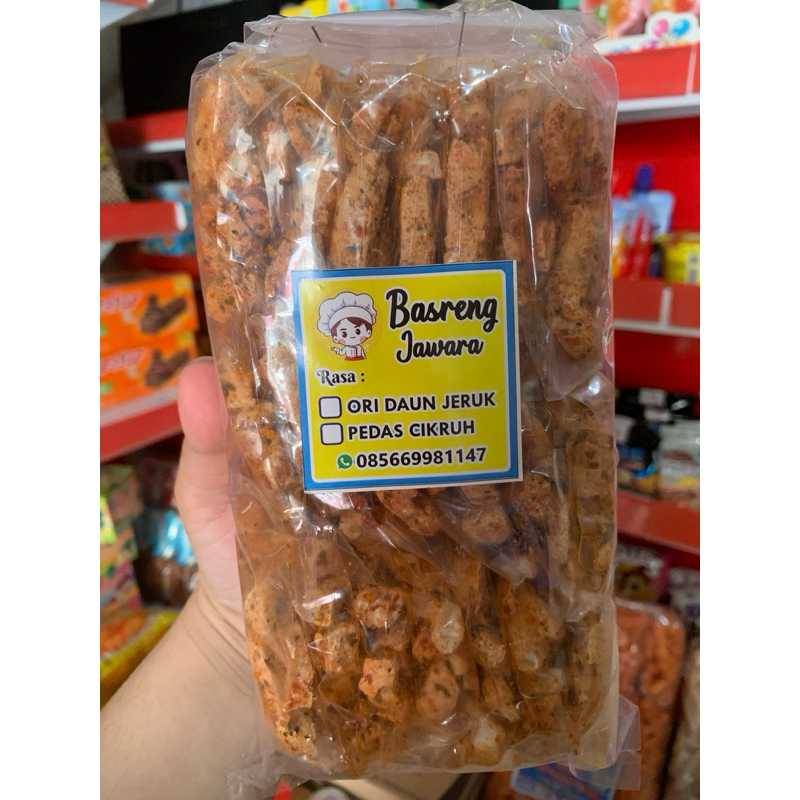 Basreng
Jawara
Rasa :
ORI DAUN JERUK
PEDAS CIKRUH
085669981147